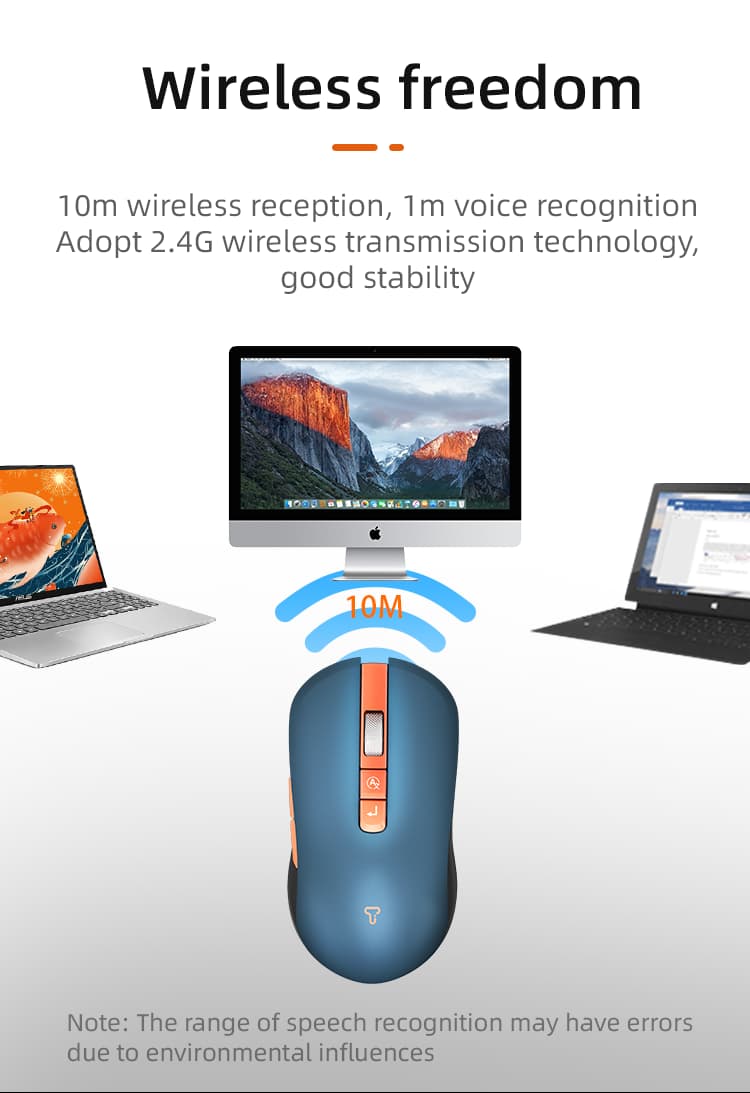 Wireless freedom
10m wireless reception, 1m voice recognition
Adopt 2.4G wireless transmission technology,
good stability
10M
Note: The range of speech recognition may have errors
due to environmental influences